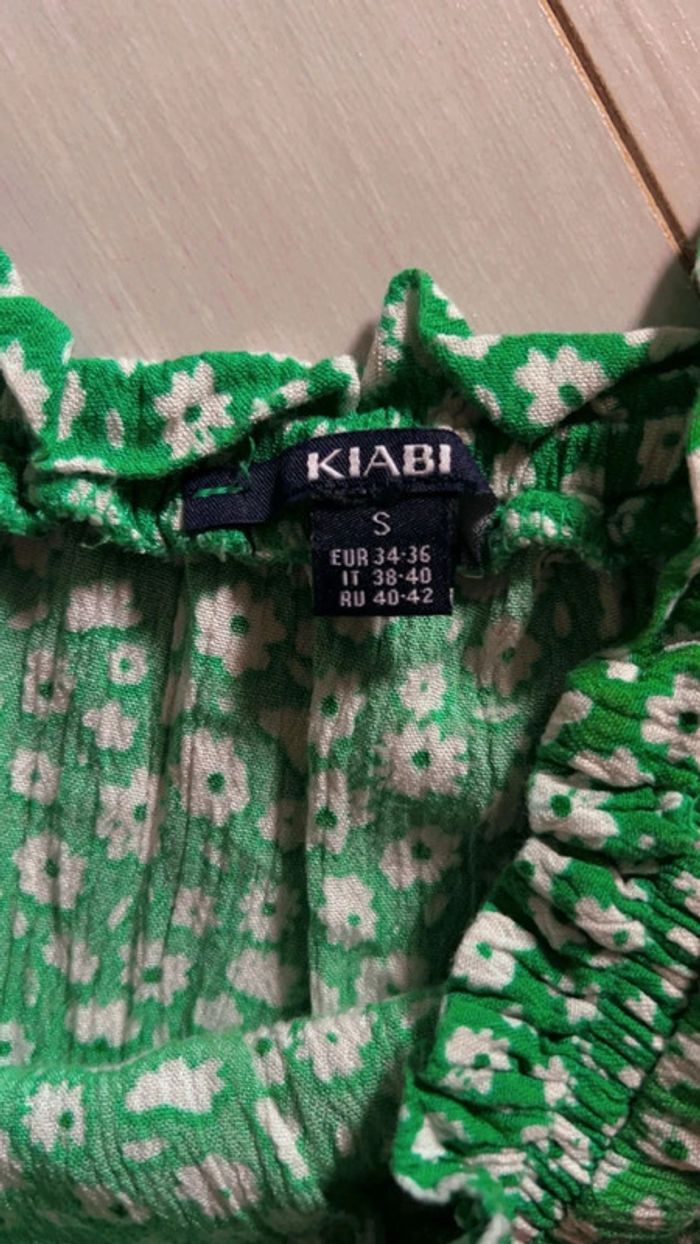 KIABI
S
EUR 34-36
IT 38-40
RU 40-42